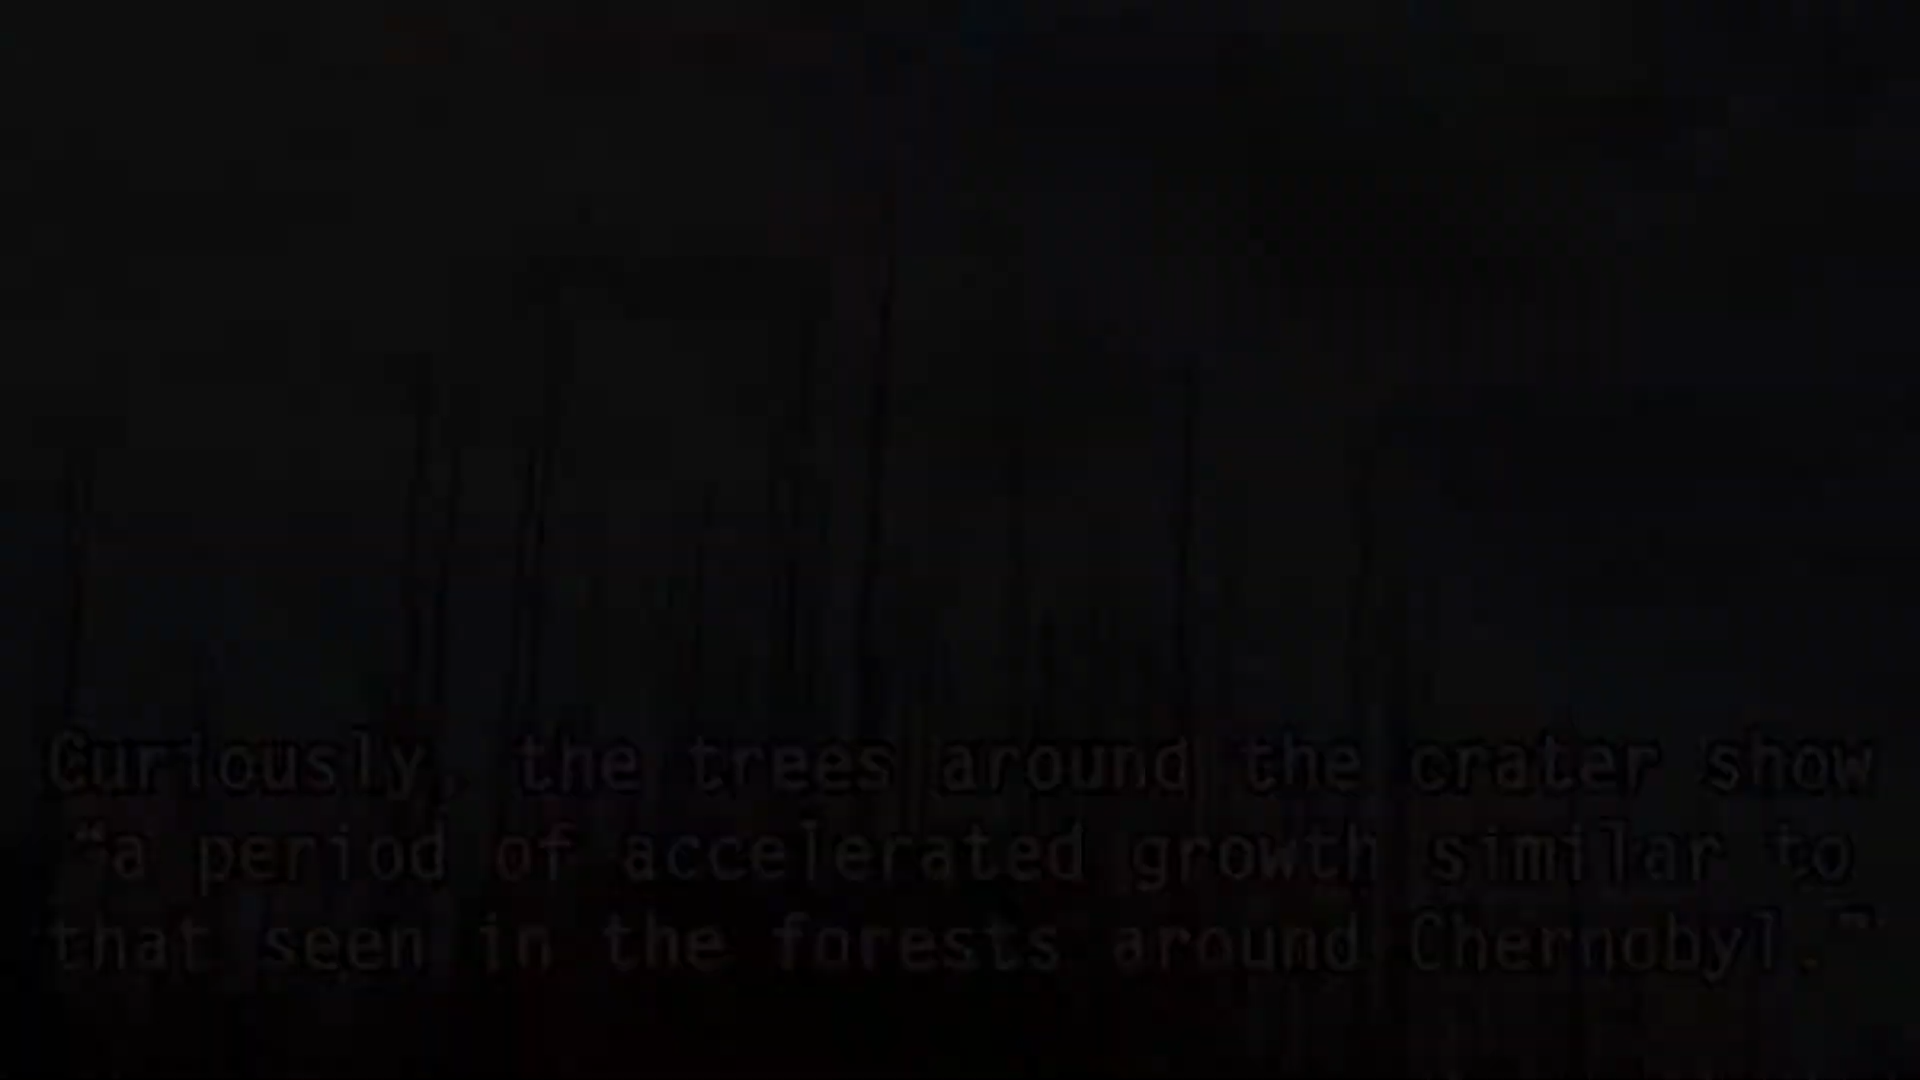 Curiously, the trees around the crater show
“a period of accelerated growth similar to
that seen in the forests around Chernobyl.”